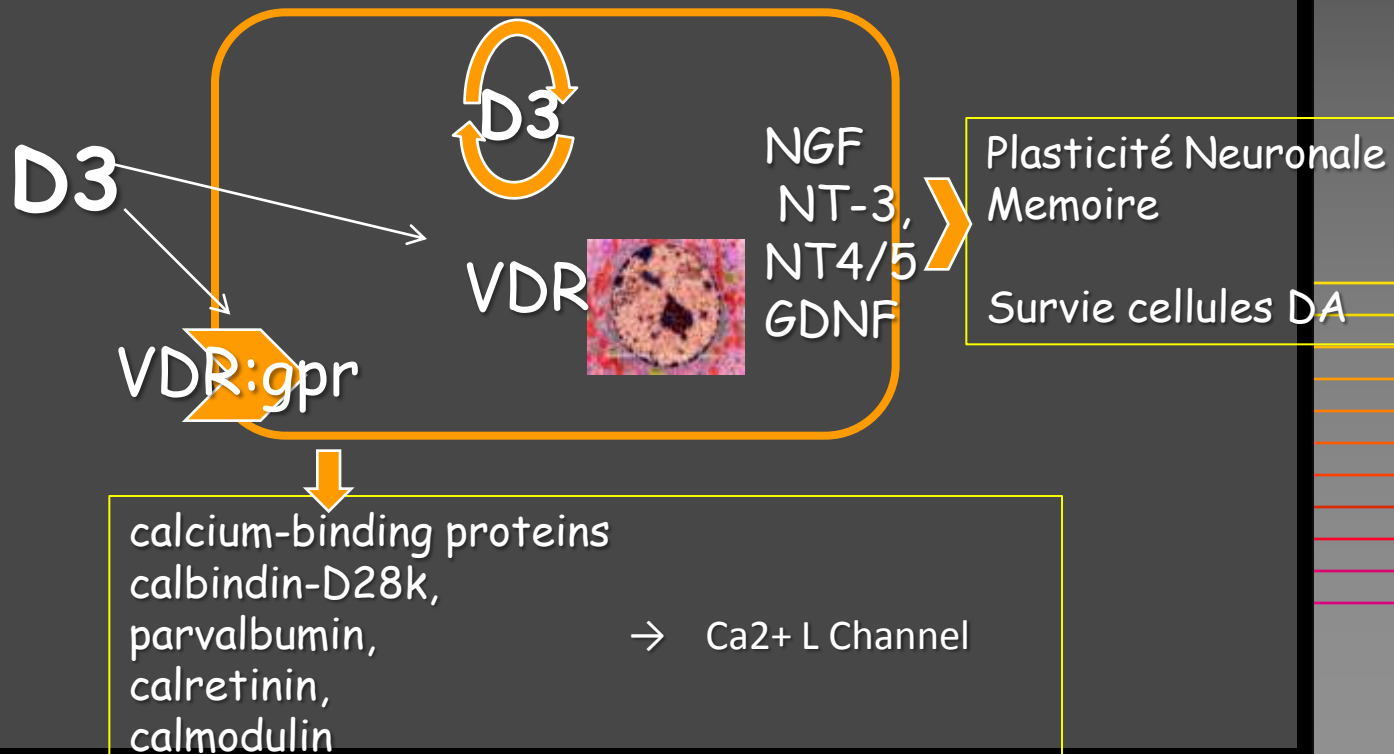 D3
D3
VDR
VDR:gpr
NGF
NT-3,
NT4/5
GDNF
Plasticité Neuronale
Memoire
Survie cellules DA
calcium-binding proteins
calbindin-D28k,
parvalbumin,
→ Ca2+ L Channel
calretinin,
calmodulin